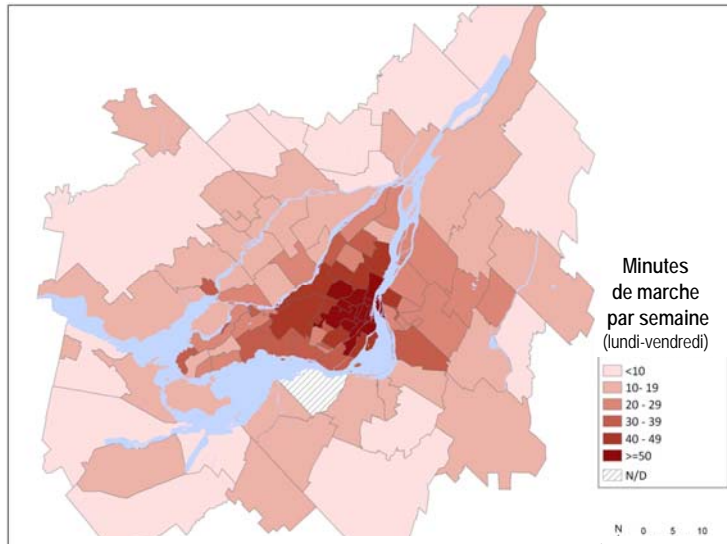 Minutes
de marche
par semaine
(lundi-vendredi)
<10
10- 19
20 - 29
30 - 39
40 - 49
>=50
N/D
N 0 5 10